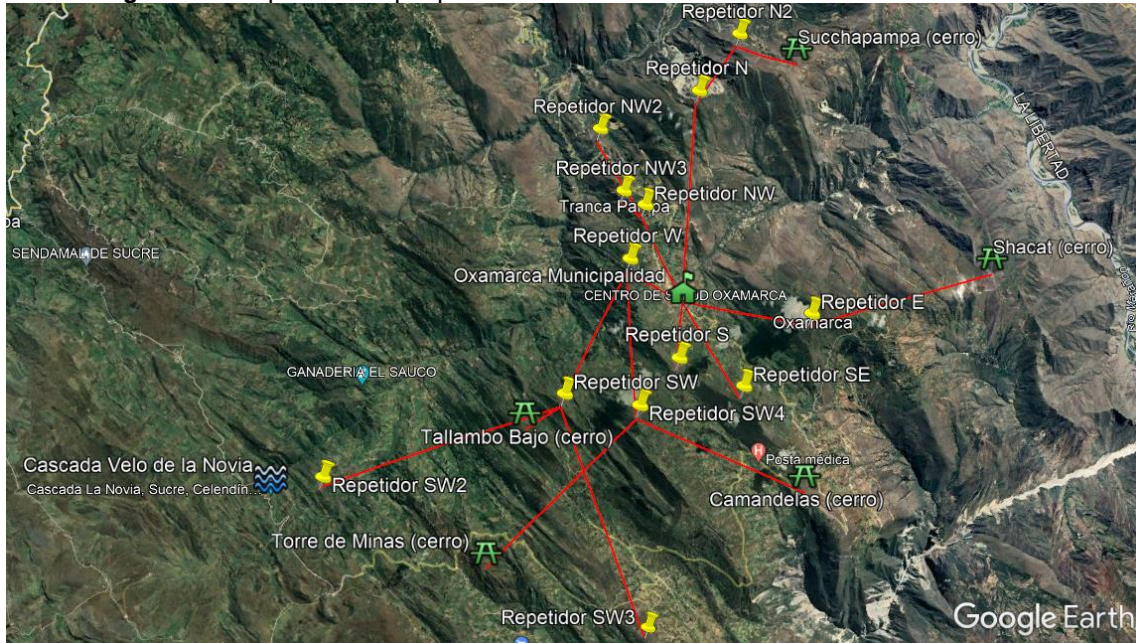 Repetidor N2
Succhapampa (cerro)
Repetidor N
LA LIBERTAD
Repetidor NW2
Repetidor NW3
Repetidor NW
Tranca Pampa
Repetidor W
SENDAMAL DE SUCRE
Shacat (cerro)
Oxamarca Municipalidad
CENTRO DE SALUD OXAMARCA
Repetidor E
Oxamarca
Repetidor S
GANADERIA EL SAUCO
Repetidor SW
Repetidor SE
Repetidor SW4
Tallambo Bajo (cerro)
H
Posta médica
Cascada Velo de la Novia
Cascada La Novia, Sucre, Celendín...
Repetidor SW2
Camandelas (cerro)
Torre de Minas (cerro)
Repetidor SW3
Google Earth